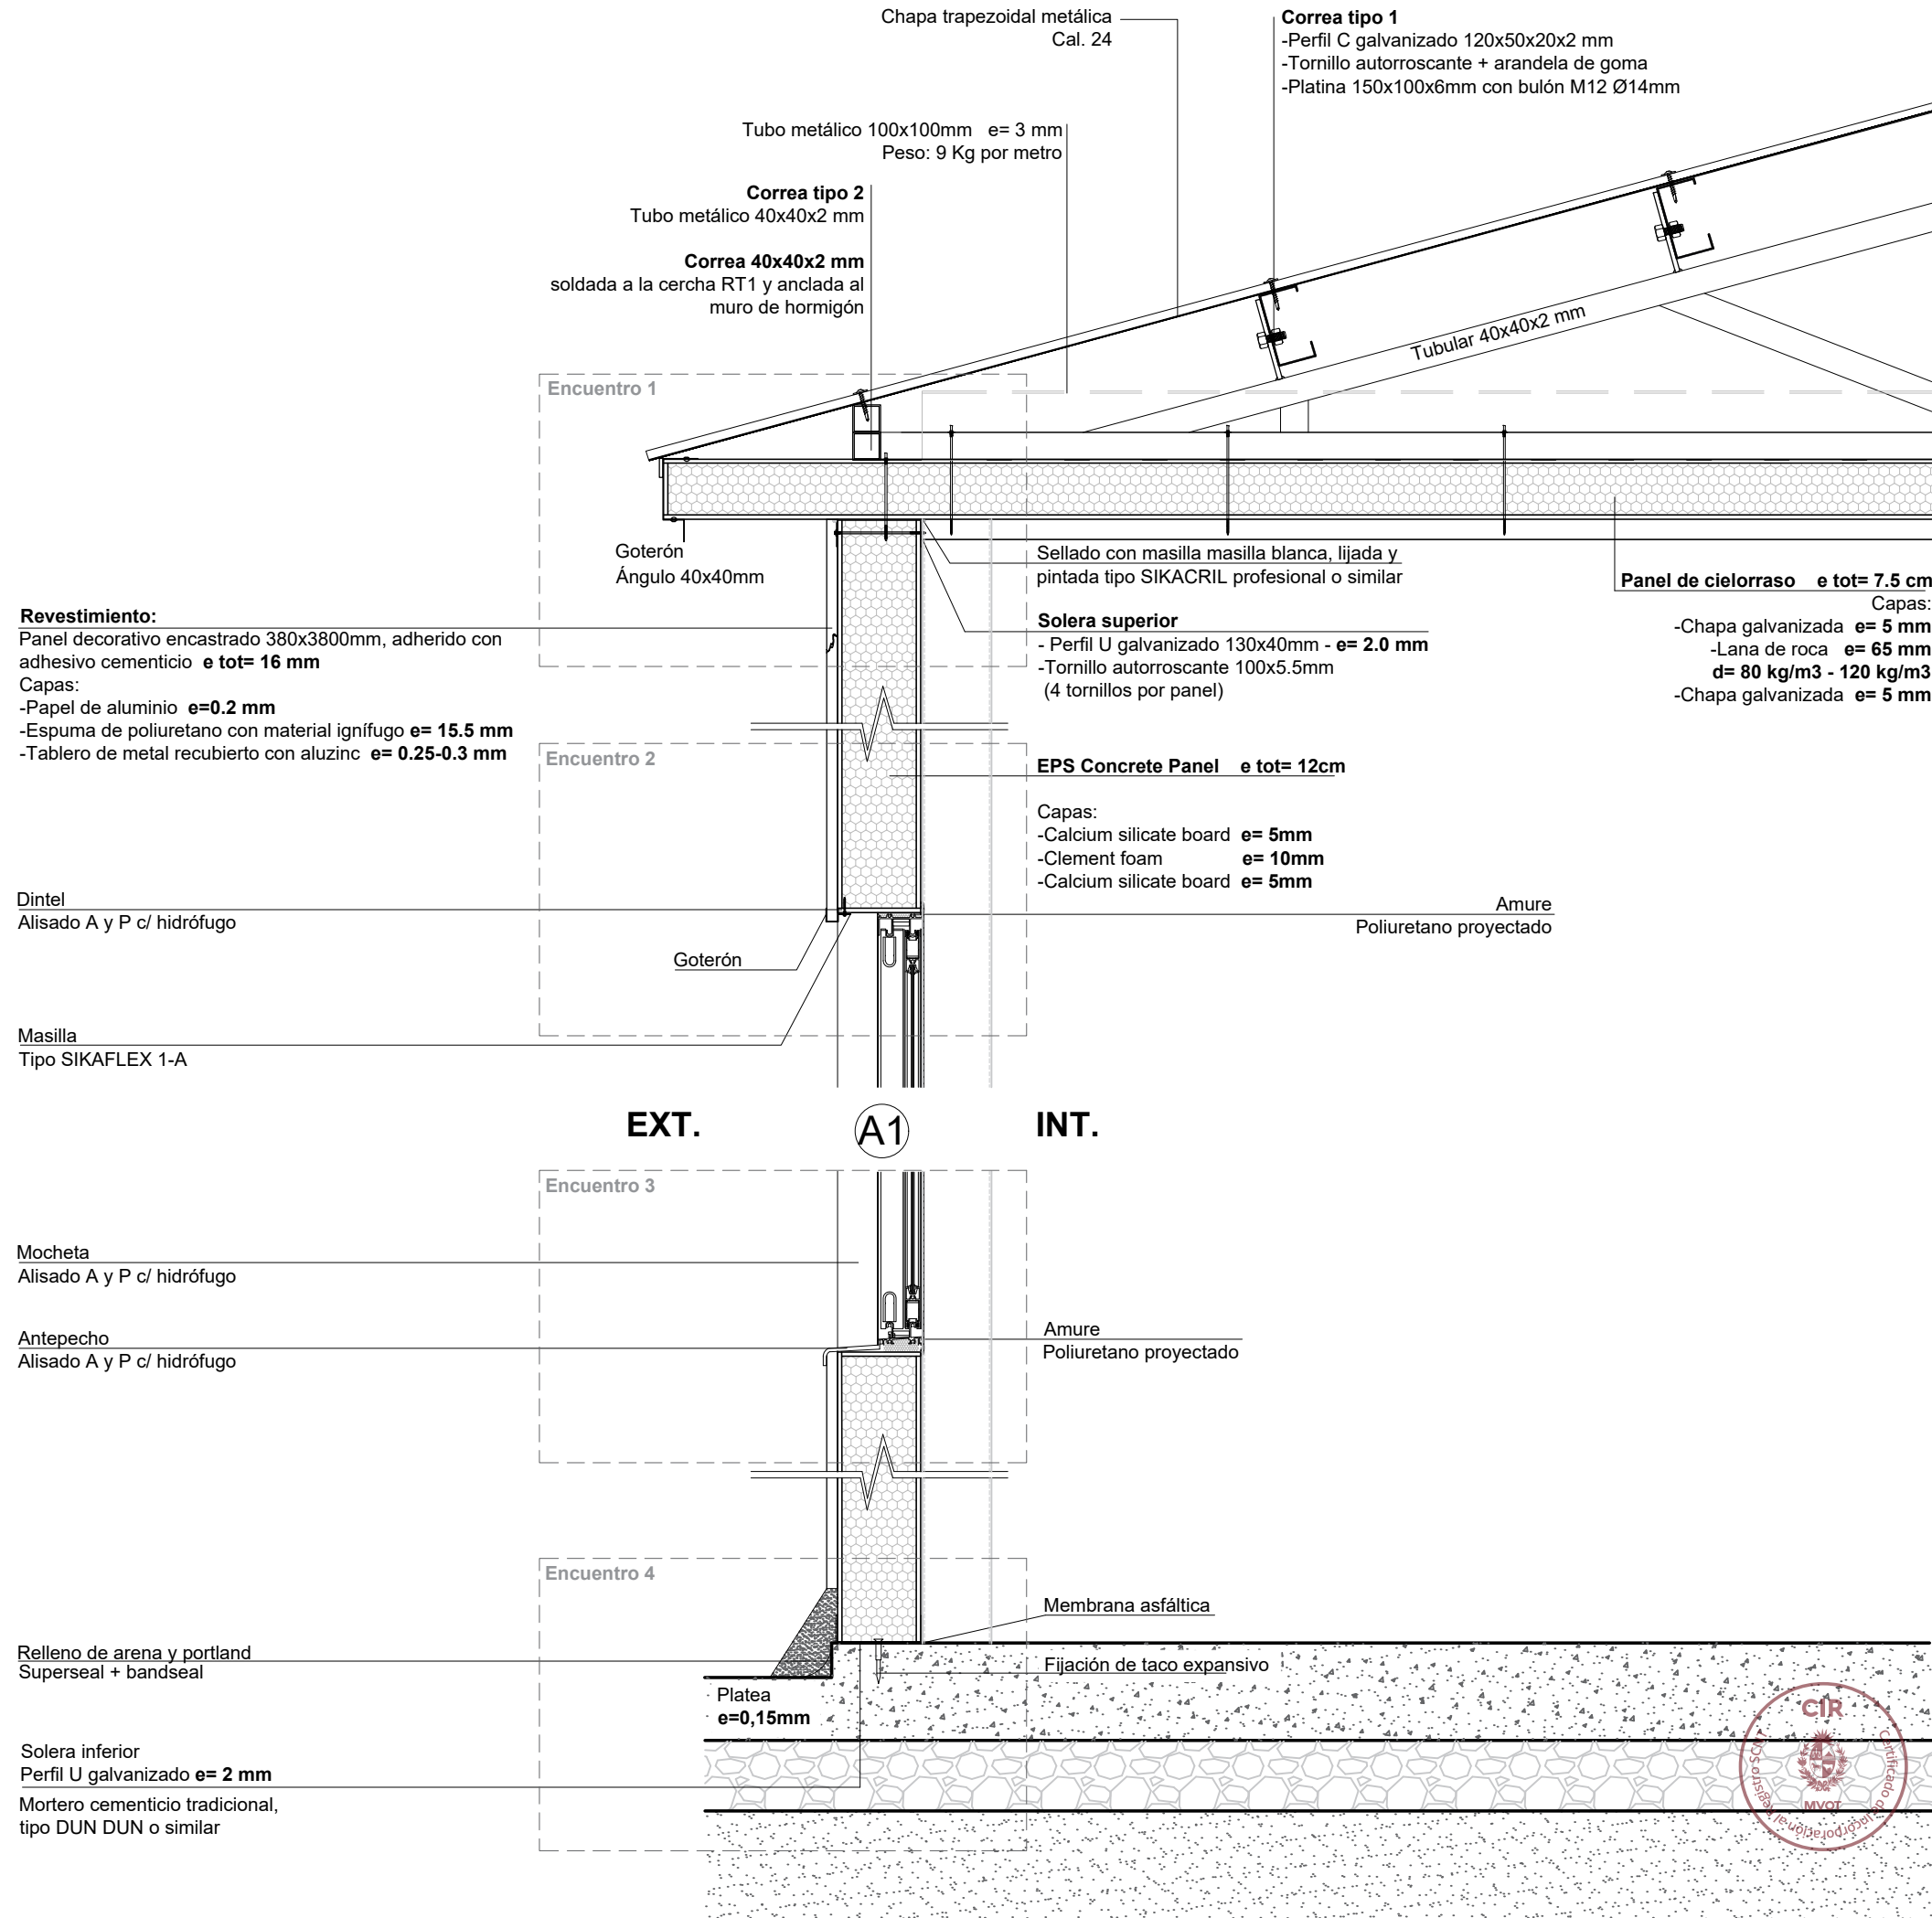 Chapa trapezoidal metálica
Cal. 24
Correa tipo 1
-Perfil C galvanizado 120x50x20x2 mm
-Tornillo autorroscante + arandela de goma
-Platina 150x100x6mm con bulón M12 Ø14mm
Tubo metálico 100x100mm e= 3 mm
Peso: 9 Kg por metro
Correa tipo 2
Tubo metálico 40x40x2 mm
Correa 40x40x2 mm
soldada a la cercha RT1 y anclada al
muro de hormigón
Tubular 40x40x2 mm
Encuentro 1
Goterón
Ángulo 40x40mm
Sellado con masilla masilla blanca, lijada y
pintada tipo SIKACRIL profesional o similar
Panel de cielorraso e tot= 7.5 cm
Capas:
-Chapa galvanizada e= 5 mm
-Lana de roca e= 65 mm
d= 80 kg/m3 - 120 kg/m3
-Chapa galvanizada e= 5 mm
Revestimiento:
Panel decorativo encastrado 380x3800mm, adherido con
adhesivo cementicio e tot= 16 mm
Capas:
-Papel de aluminio e=0.2 mm
-Espuma de poliuretano con material ignífugo e= 15.5 mm
-Tablero de metal recubierto con aluzinc e= 0.25-0.3 mm
Solera superior
- Perfil U galvanizado 130x40mm - e= 2.0 mm
-Tornillo autorroscante 100x5.5mm
(4 tornillos por panel)
Encuentro 2
EPS Concrete Panel e tot= 12cm
Capas:
-Calcium silicate board e= 5mm
-Clement foam e= 10mm
-Calcium silicate board e= 5mm
Dintel
Alisado A y P c/ hidrófugo
Amure
Poliuretano proyectado
Goterón
Masilla
Tipo SIKAFLEX 1-A
EXT.
A1
INT.
Encuentro 3
Mocheta
Alisado A y P c/ hidrófugo
Antepecho
Alisado A y P c/ hidrófugo
Amure
Poliuretano proyectado
Encuentro 4
Membrana asfáltica
Relleno de arena y portland
Superseal + bandseal
Fijación de taco expansivo
Platea
e=0,15mm
Solera inferior
Perfil U galvanizado e= 2 mm
Mortero cementicio tradicional,
tipo DUN DUN o similar
CIR
Certificado de Incorporación al Registro SCNT
MVOT